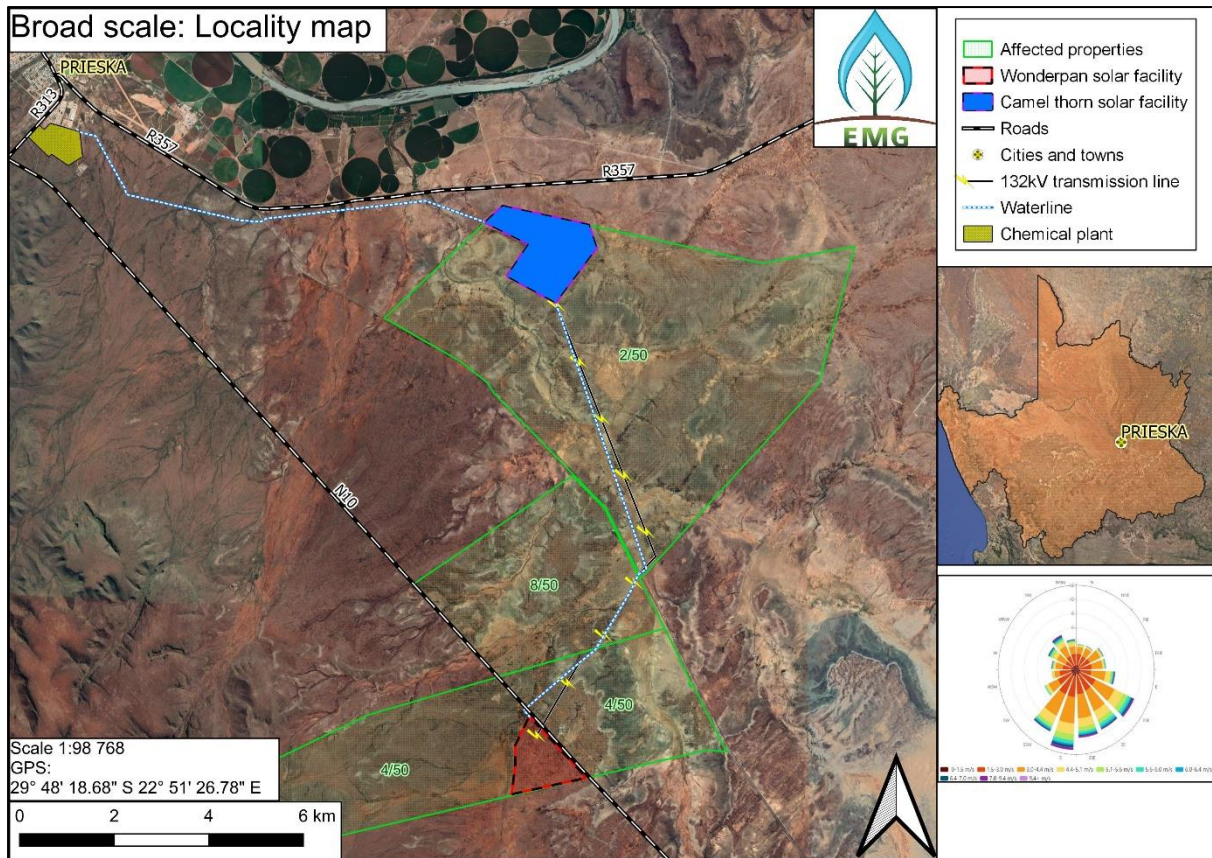 Broad scale: Locality map
PRIESKA
R313
R357
R357
EMG
2/50
N10
8/50
4/50
4/50
Scale 1:98 768
GPS:
29° 48' 18.68" S 22° 51' 26.78" E
0 2 4 6 km
Affected properties
Wonderpan solar facility
Camel thorn solar facility
Roads
Cities and towns
132kV transmission line
Waterline
Chemical plant
PRIESKA